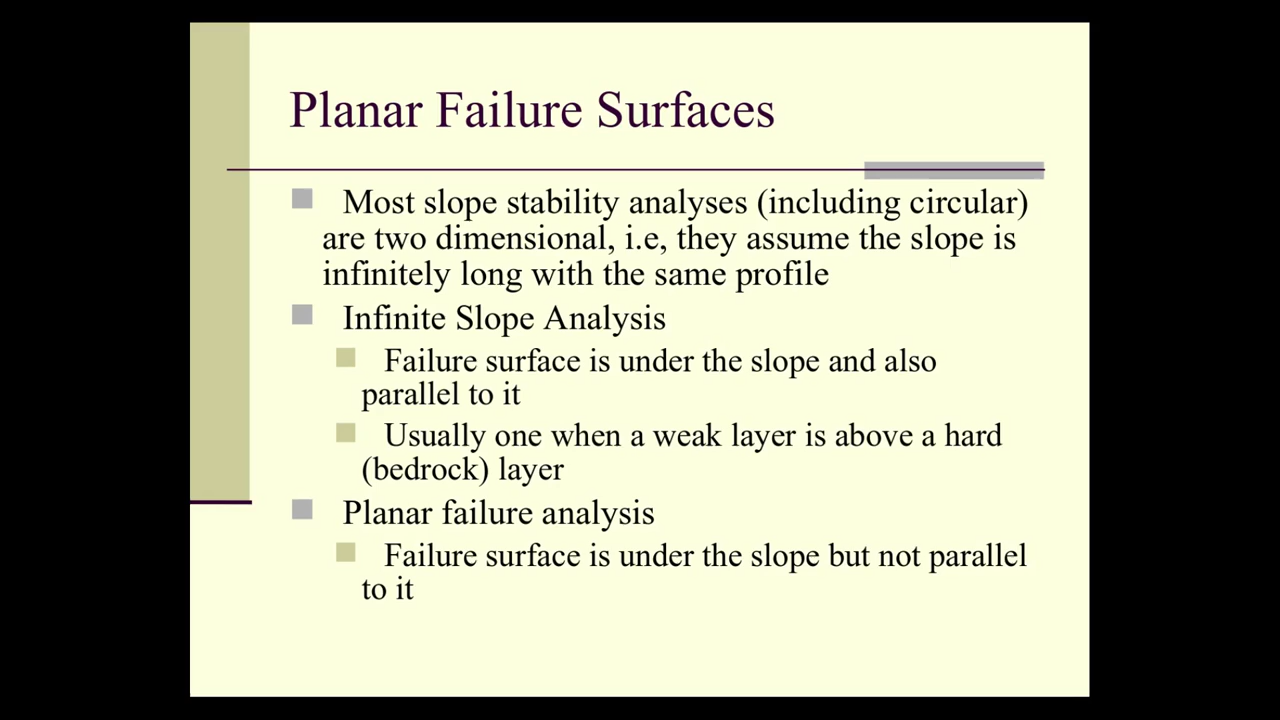 Planar Failure Surfaces
Most slope stability analyses (including circular)
are two dimensional, i.e, they assume the slope is
infinitely long with the same profile
Infinite Slope Analysis
Failure surface is under the slope and also
parallel to it
Usually one when a weak layer is above a hard
(bedrock) layer
Planar failure analysis
Failure surface is under the slope but not parallel
to it